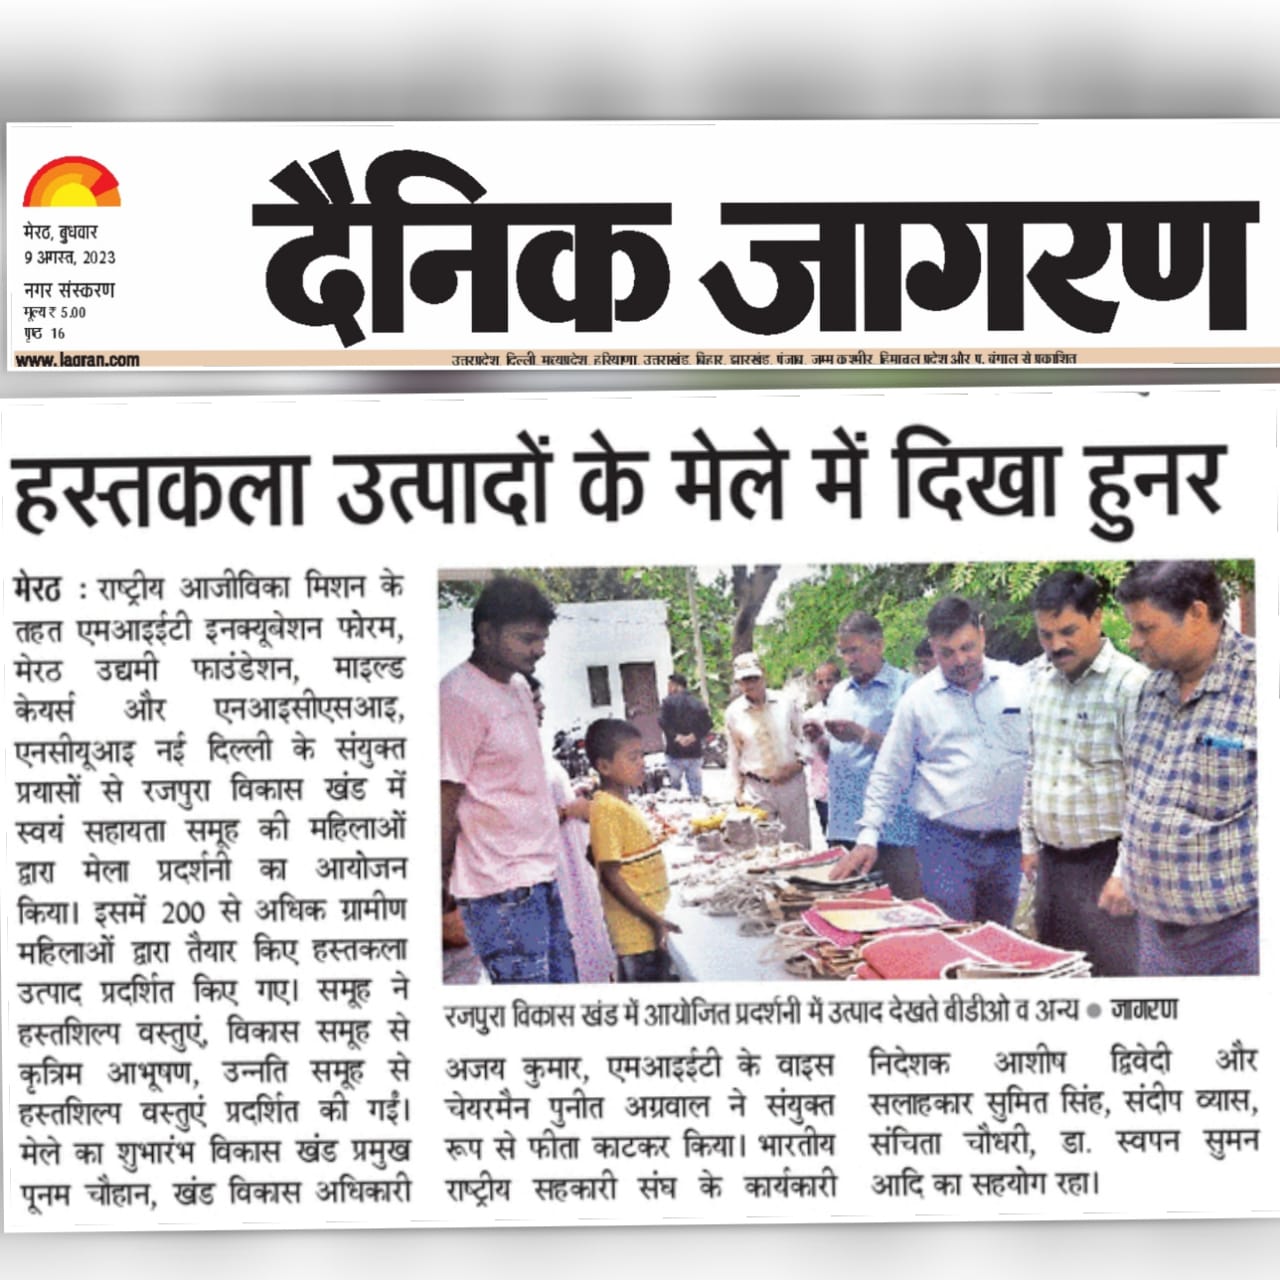 मेरठ, बुधवार
9 अगस्त, 2023
नगर संस्करण
मूल्य ₹ 5.00
पृष्ठ 16
www.jagran.com
दैनिक जागरण
उत्तरप्रदेश, दिल्ली, मध्यप्रदेश, हरियाणा, उत्तराखंड, बिहार, झारखंड, पंजाब, जम्मू कश्मीर, हिमाचल प्रदेश और प. बंगाल से प्रकाशित
हस्तकला उत्पादों के मेले में दिखा हुनर
मेरठ : राष्ट्रीय आजीविका मिशन के
तहत एमआइईटी इनक्यूबेशन फोरम,
मेरठ उद्यमी फाउंडेशन, माइल्ड
केयर्स और एनआइसीएसआइ,
एनसीयूआइ नई दिल्ली के संयुक्त
प्रयासों से रजपुरा विकास खंड में
स्वयं सहायता समूह की महिलाओं
द्वारा मेला प्रदर्शनी का आयोजन
किया। इसमें 200 से अधिक ग्रामीण
महिलाओं द्वारा तैयार किए हस्तकला
उत्पाद प्रदर्शित किए गए। समूह ने
हस्तशिल्प वस्तुएं, विकास समूह से
कृत्रिम आभूषण, उन्नति समूह से
हस्तशिल्प वस्तुएं प्रदर्शित की गईं।
मेले का शुभारंभ विकास खंड प्रमुख
पूनम चौहान, खंड विकास अधिकारी
रजपुरा विकास खंड में आयोजित प्रदर्शनी में उत्पाद देखते बीडीओ व अन्य ● जागरण
अजय कुमार, एमआइईटी के वाइस
चेयरमैन पुनीत अग्रवाल ने संयुक्त
रूप से फीता काटकर किया। भारतीय
राष्ट्रीय सहकारी संघ के कार्यकारी
निदेशक आशीष द्विवेदी और
सलाहकार सुमित सिंह, संदीप व्यास,
संचिता चौधरी, डा. स्वपन सुमन
आदि का सहयोग रहा।